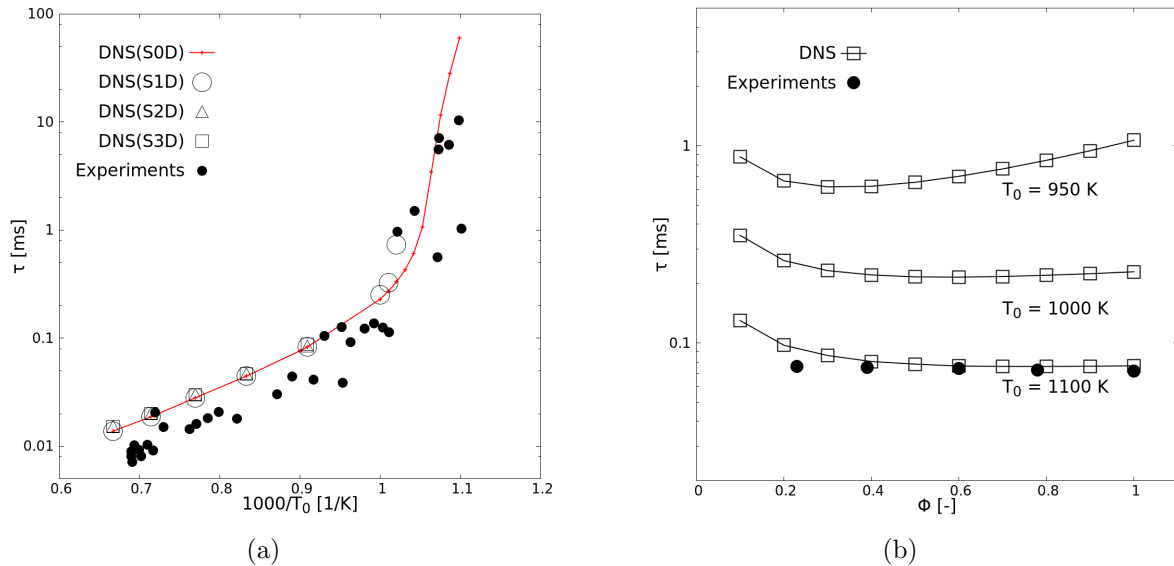 100
10
1
0.1
0.01
τ [ms]
DNS(S0D)
DNS(S1D)
DNS(S2D)
DNS(S3D)
Experiments
0.6 0.7 0.8 0.9 1 1.1 1.2
1000/T0 [1/K]
(a)
1
0.1
τ [ms]
DNS
Experiments
T0 = 950 K
T0 = 1000 K
T0 = 1100 K
0 0.2 0.4 0.6 0.8 1
Φ [-]
(b)